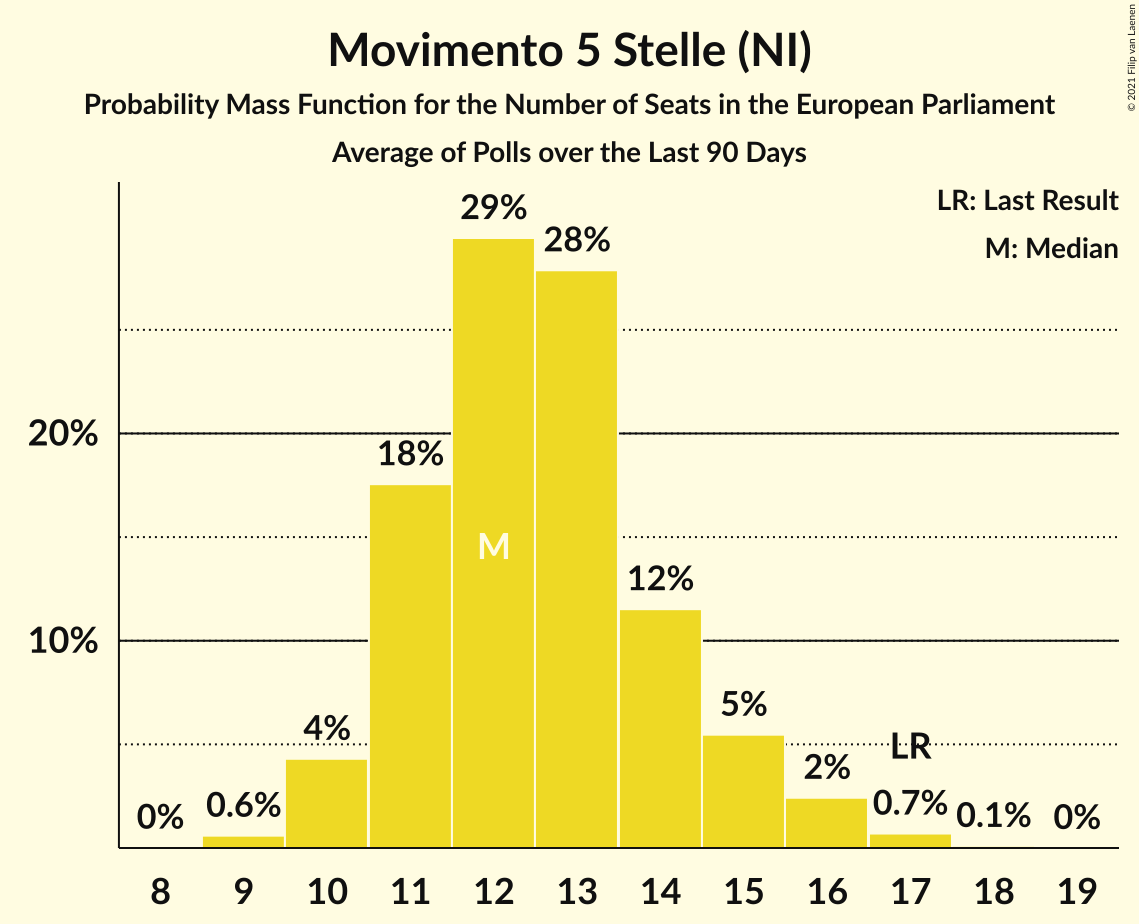 Movimento 5 Stelle (NI)
Probability Mass Function for the Number of Seats in the European Parliament
Average of Polls over the Last 90 Days
© 2021 Filip van Laenen
LR: Last Result
M: Median
29%
28%
20%
18%
M
12%
10%
5%
4%
LR
2%
0% 0.6% 0.7% 0.1% 0%
8 9 10 11 12 13 14 15 16 17 18 19